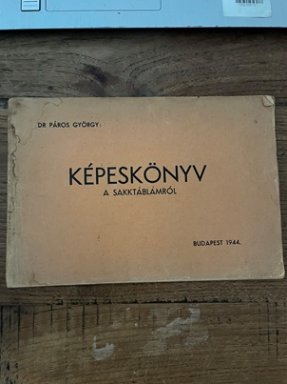 DR PÁROS GYÖRGY:
KÉPESKÖNYV
A SAKKTÁBLÁMRÓL
BUDAPEST 1944.